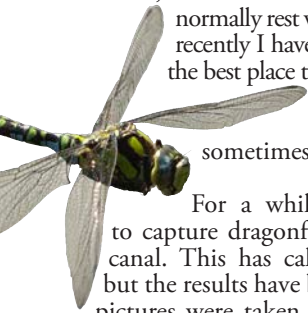 normally rest
recently I have
the best place t
sometimes
For a whil
to capture dragonf
canal. This has cal
but the results have
pictures were taken